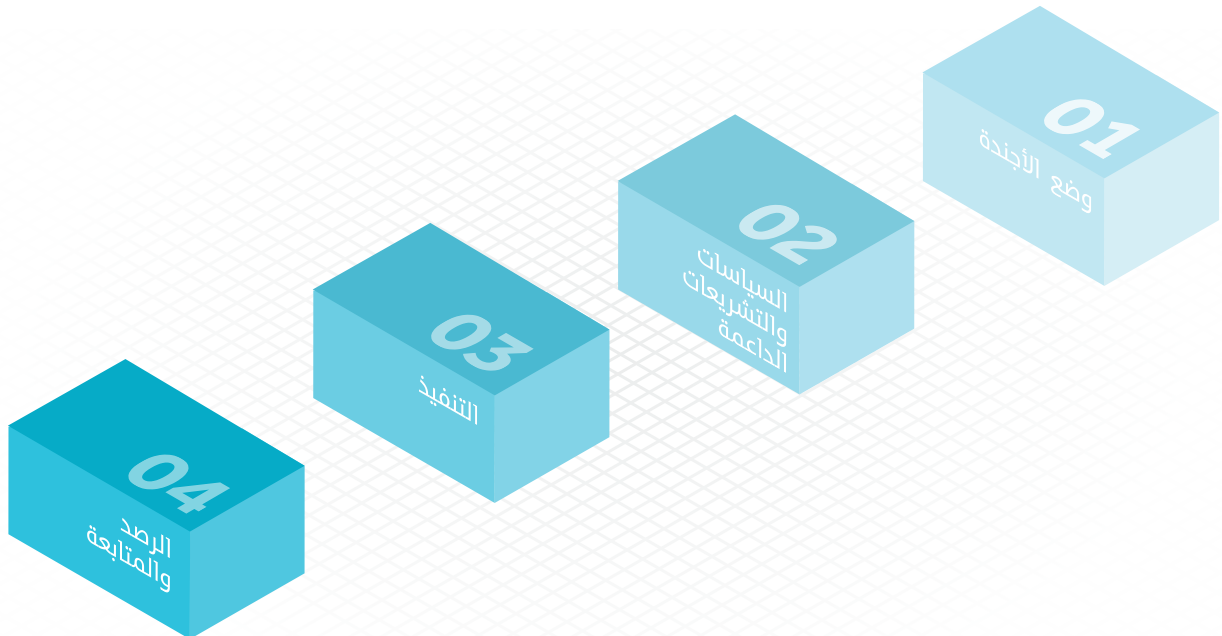 01
وضع الأجندة
02
السياسات
والتشريعات
الداعمة
03
التنفيذ
04
الرصد
والمتابعة